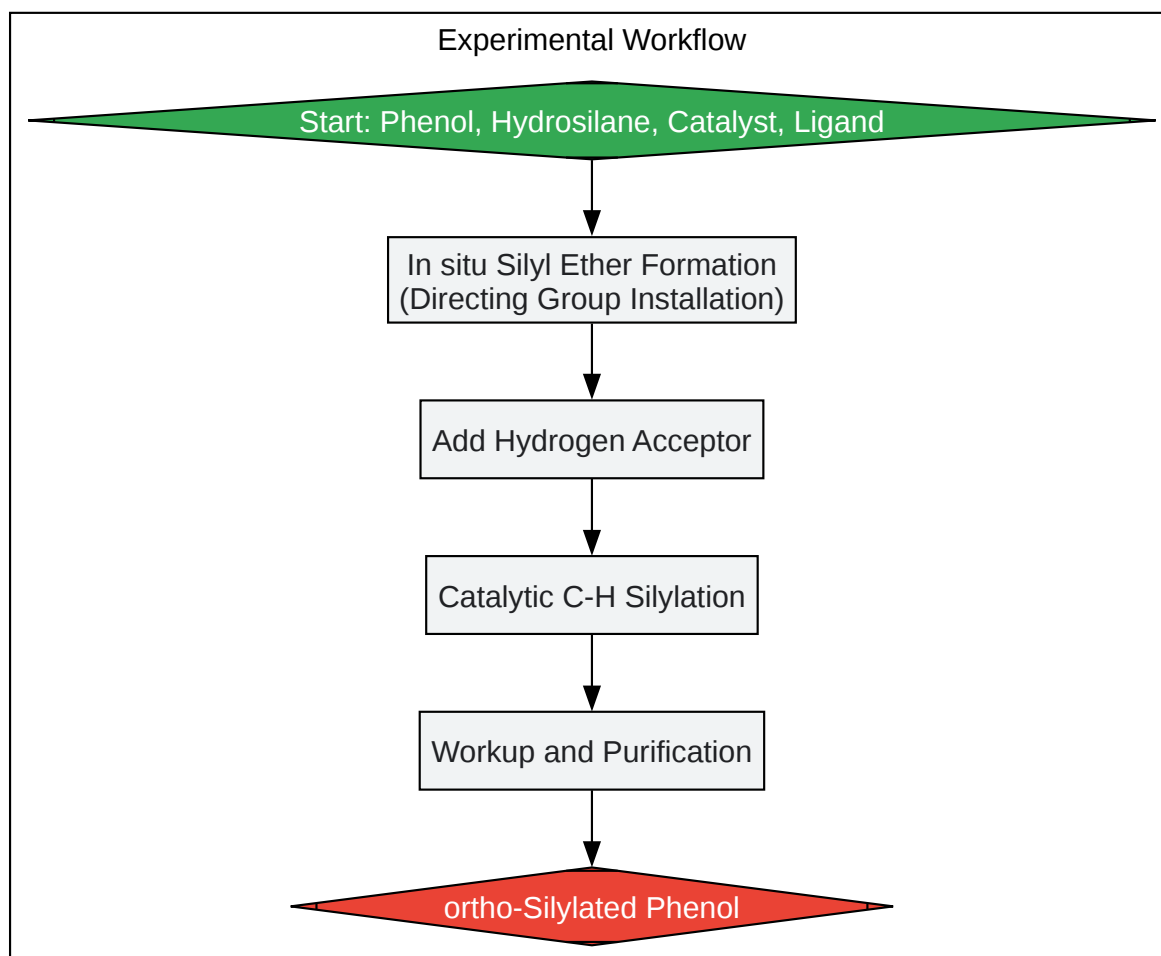 Experimental Workflow
Start: Phenol, Hydrosilane, Catalyst, Ligand
In situ Silyl Ether Formation
(Directing Group Installation)
Add Hydrogen Acceptor
Catalytic C-H Silylation
Workup and Purification
ortho-Silylated Phenol